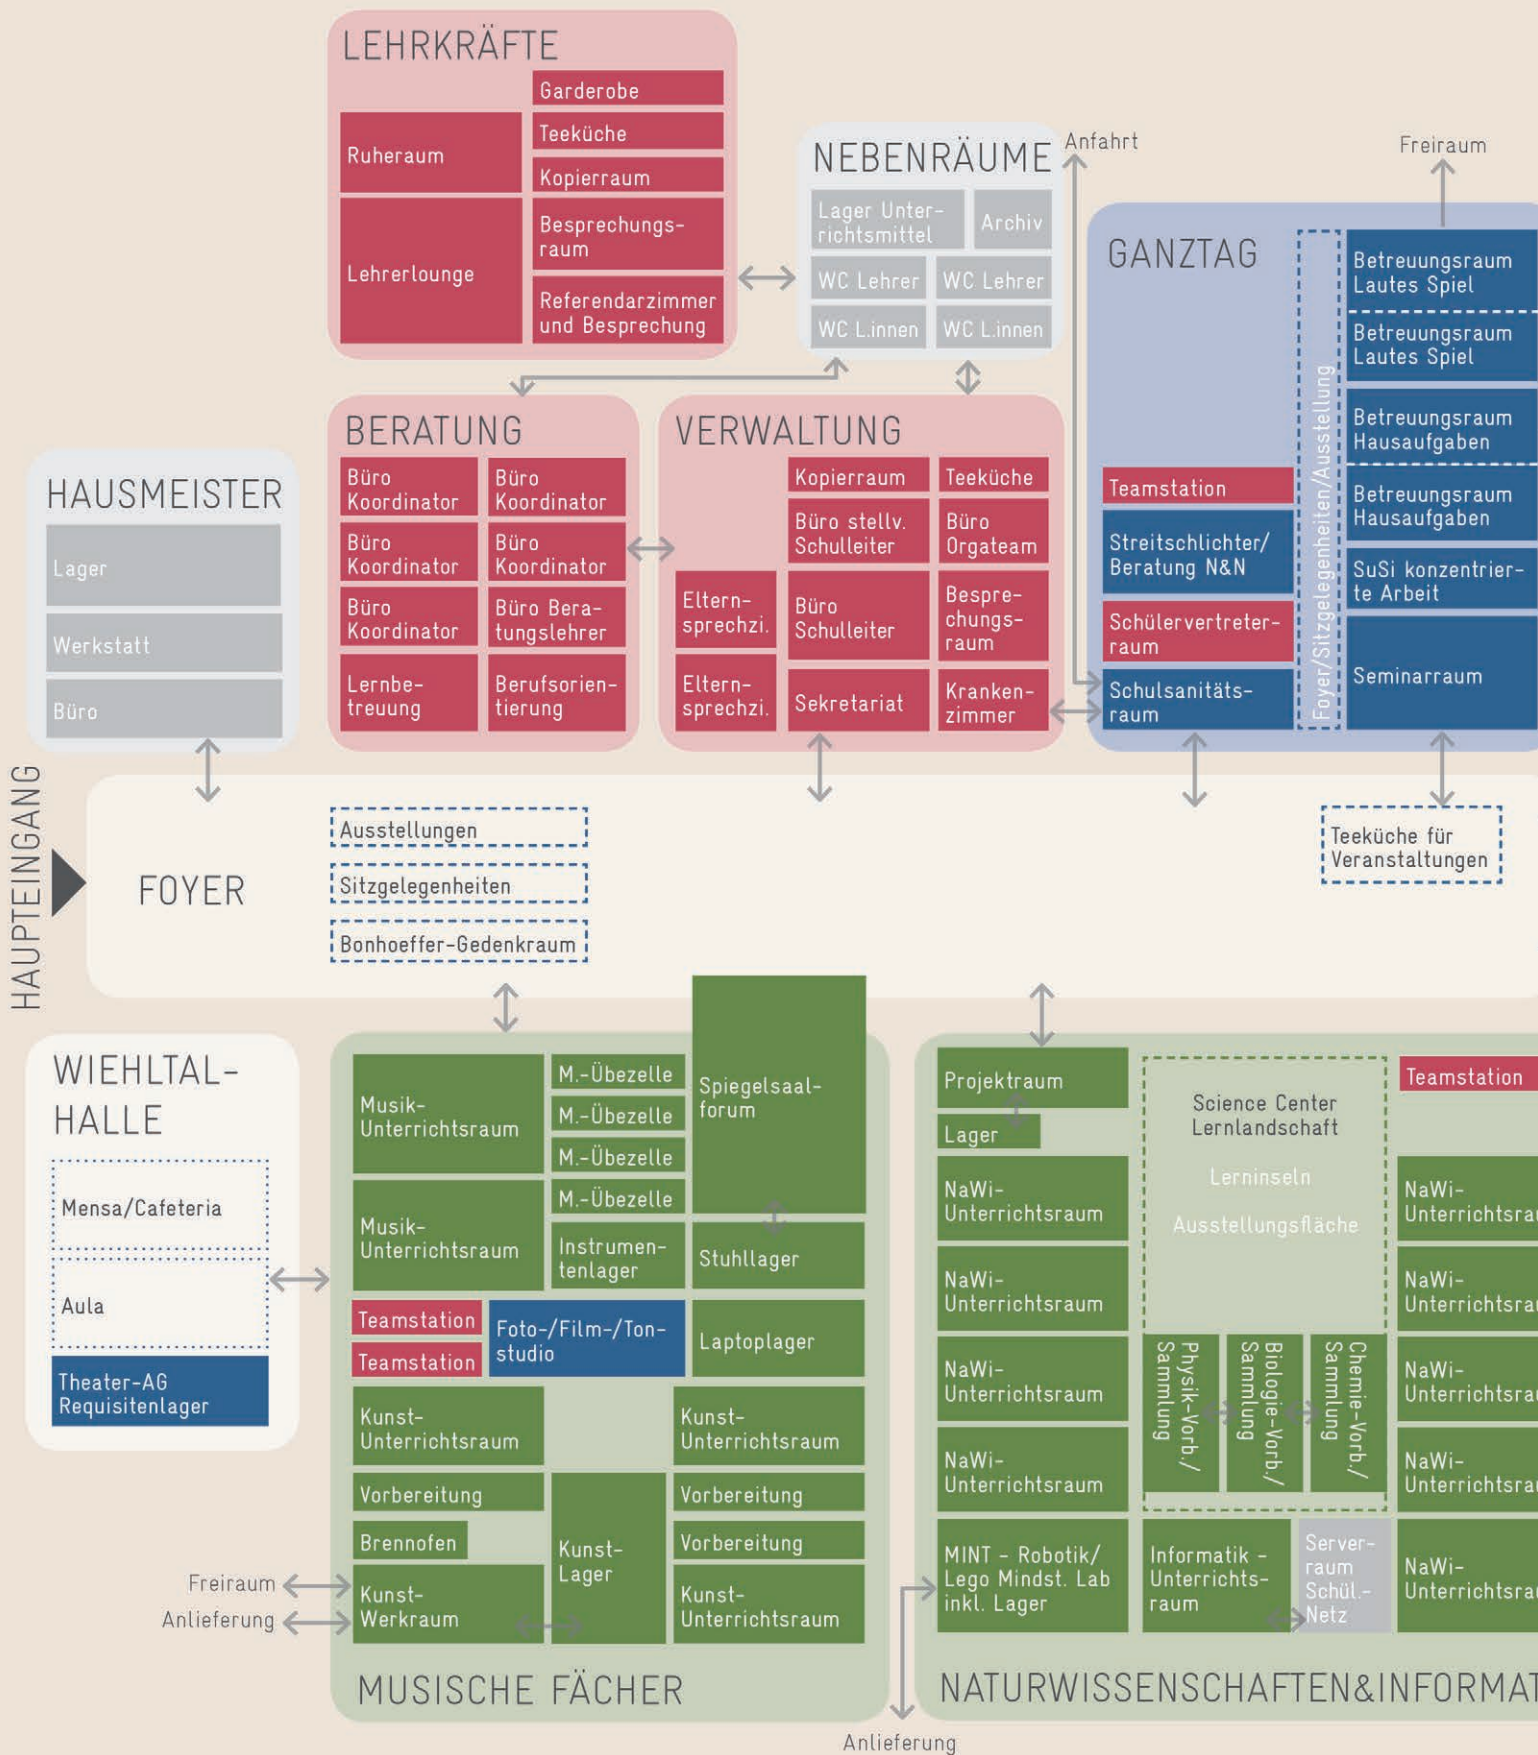 LEHRKRÄFTE
Garderobe
Ruheraum
Teeküche
Kopierraum
Lehrerlounge
Besprechungs-
raum
Referendarzimmer
und Besprechung
NEBENRÄUME
Lager Unter-
richtsmittel
Archiv
WC Lehrer
WC Lehrer
WC L.innen
WC L.innen
Anfahrt
Freiraum
GANZTAG
Teamstation
Streitschlichter/
Beratung N&N
Schülervertreter-
raum
Schulsanitäts-
raum
Foyer/Sitzgelegenheiten/Ausstellung
Betreuungsraum
Lautes Spiel
Betreuungsraum
Lautes Spiel
Betreuungsraum
Hausaufgaben
Betreuungsraum
Hausaufgaben
SuSi konzentrier-
te Arbeit
Seminarraum
HAUSMEISTER
Lager
Werkstatt
Büro
BERATUNG
Büro
Koordinator
Büro
Koordinator
Büro
Koordinator
Büro
Koordinator
Büro
Koordinator
Büro Bera-
tungslehrer
Lernbe-
treuung
Berufsorien-
tierung
VERWALTUNG
Kopierraum
Teeküche
Büro stellv.
Schulleiter
Büro
Orgateam
Eltern-
sprechzi.
Büro
Schulleiter
Bespre-
chungs-
raum
Eltern-
sprechzi.
Sekretariat
Kranken-
zimmer
HAUPTEINGANG
FOYER
Ausstellungen
Sitzgelegenheiten
Bonhoeffer-Gedenkraum
Teeküche für
Veranstaltungen
WIEHLTAL-
HALLE
Mensa/Cafeteria
Aula
Theater-AG
Requisitenlager
Musik-
Unterrichtsraum
M.-Übezelle
M.-Übezelle
M.-Übezelle
M.-Übezelle
Spiegelsaal-
forum
Musik-
Unterrichtsraum
Instrumen-
tenlager
Stuhllager
Teamstation
Teamstation
Foto-/Film-/Ton-
studio
Laptoplager
Kunst-
Unterrichtsraum
Kunst-
Unterrichtsraum
Vorbereitung
Vorbereitung
Brennofen
Kunst-
Lager
Vorbereitung
Kunst-
Werkraum
Kunst-
Unterrichtsraum
Freiraum
Anlieferung
MUSISCHE FÄCHER
Projektraum
Lager
Science Center
Lernlandschaft
Lerninseln
Ausstellungsfläche
Teamstation
NaWi-
Unterrichtsraum
NaWi-
Unterrichtsraum
NaWi-
Unterrichtsraum
NaWi-
Unterrichtsraum
Physik-Vorb./
Sammlung
Biologie-Vorb./
Sammlung
Chemie-Vorb./
Sammlung
NaWi-
Unterrichtsrau
NaWi-
Unterrichtsrau
NaWi-
Unterrichtsrau
NaWi-
Unterrichtsrau
MINT - Robotik/
Lego Mindst. Lab
inkl. Lager
Informatik -
Unterrichts-
raum
Server-
raum
Schül.-
Netz
NaWi-
Unterrichtsrau
NATURWISSENSCHAFTEN&INFORMAT
Anlieferung